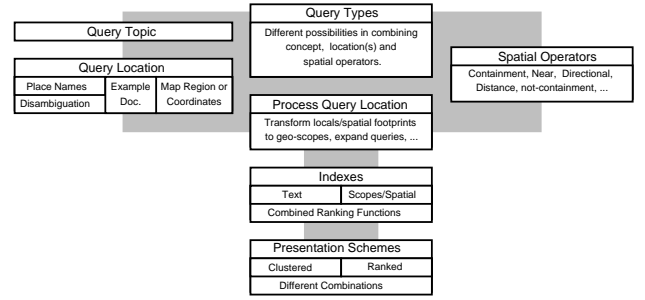 Query Types
Different possibilities in combining
concept, location(s) and
spatial operators.
Query Topic
Query Location
Place Names
Disambiguation
Example
Doc.
Map Region or
Coordinates
Spatial Operators
Containment, Near, Directional,
Distance, not-containment, ...
Process Query Location
Transform locals/spatial footprints
to geo-scopes, expand queries, ...
Indexes
Text
Scopes/Spatial
Combined Ranking Functions
Presentation Schemes
Clustered
Ranked
Different Combinations